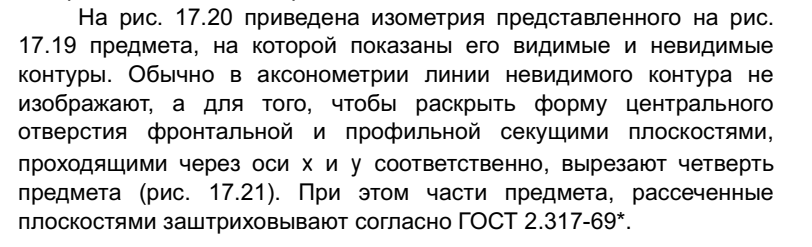 На рис. 17.20 приведена изометрия представленного на рис.
17.19 предмета, на которой показаны его видимые и невидимые
контуры. Обычно в аксонометрии линии невидимого контура не
изображают, а для того, чтобы раскрыть форму центрального
отверстия фронтальной и профильной секущими плоскостями,
проходящими через оси x и y соответственно, вырезают четверть
предмета (рис. 17.21). При этом части предмета, рассеченные
плоскостями заштриховывают согласно ГОСТ 2.317-69*.